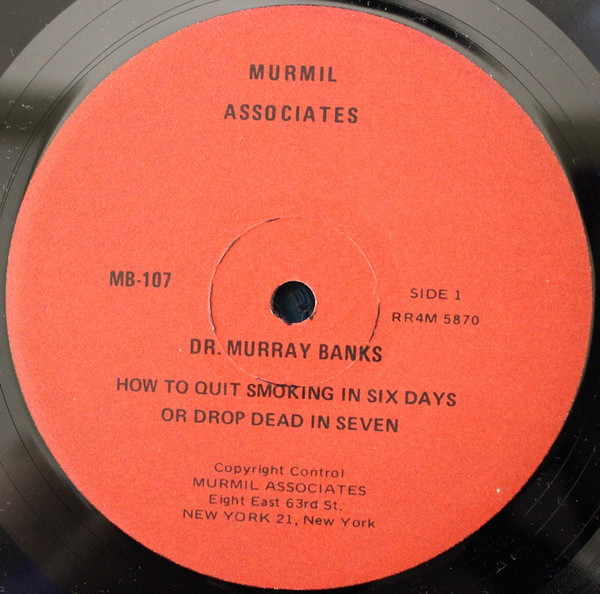 MURMIL
ASSOCIATES
MB-107
SIDE 1
RR4M 5870
DR. MURRAY BANKS
HOW TO QUIT SMOKING IN SIX DAYS
OR DROP DEAD IN SEVEN
Copyright Control
MURMIL ASSOCIATES
Eight East 63rd St.
NEW YORK 21, New York